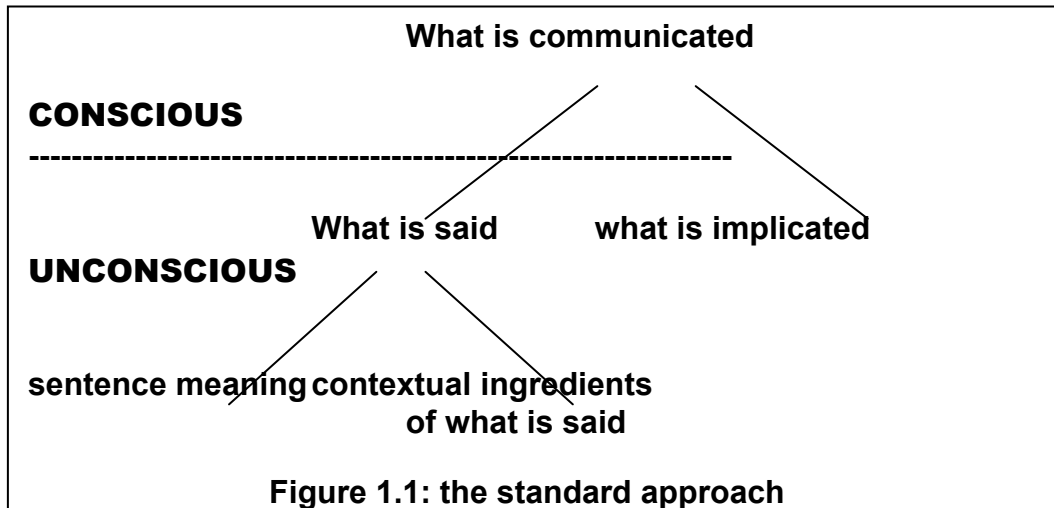 What is communicated
CONSCIOUS
-----------------------------------------------------------------
What is said what is implicated
UNCONSCIOUS
sentence meaning contextual ingredients
of what is said
Figure 1.1: the standard approach